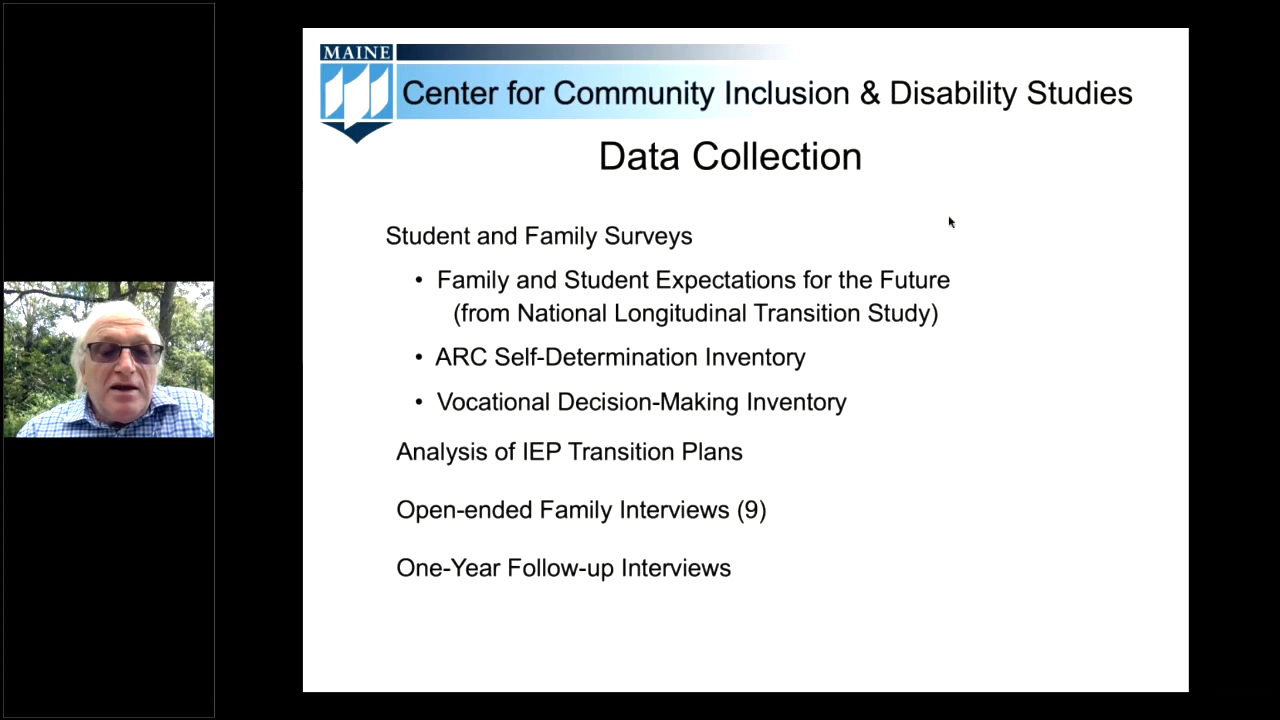 MAINE
Center for Community Inclusion & Disability Studies
Data Collection
Student and Family Surveys
• Family and Student Expectations for the Future
(from National Longitudinal Transition Study)
• ARC Self-Determination Inventory
• Vocational Decision-Making Inventory
Analysis of IEP Transition Plans
Open-ended Family Interviews (9)
One-Year Follow-up Interviews